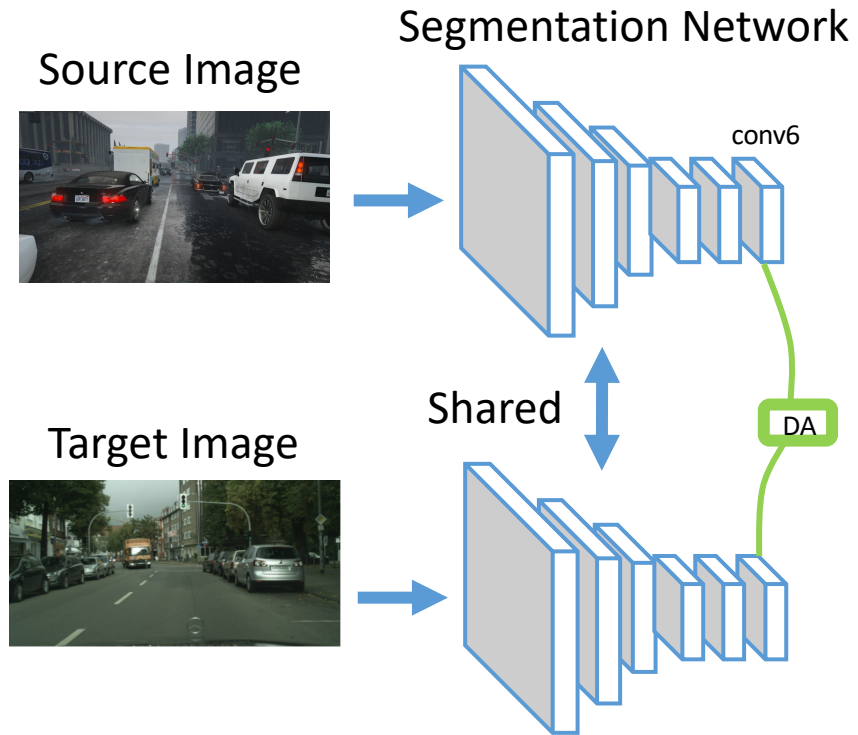 Segmentation Network
Source Image
conv6
Shared
DA
Target Image